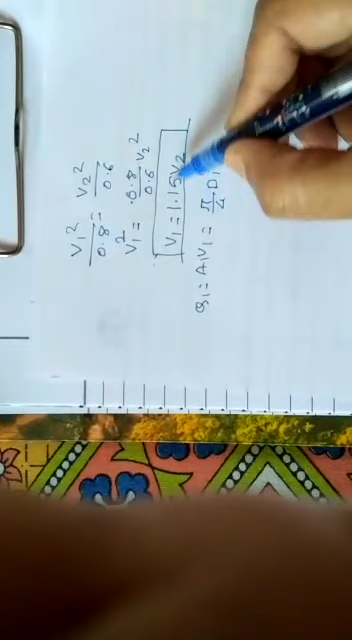 V₁²/0.8 = V₂²/0.6
V₁² = 0.8/0.6 V₂²
V₁ = 1.15V₂
Q₁ = A₁V₁ = π/4 D₁